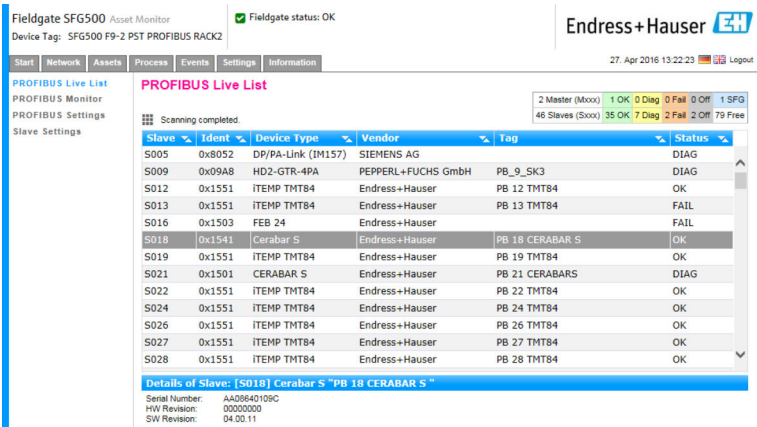 Fieldgate SFG500 Asset Monitor
Fieldgate status: OK
Device Tag: SFG500 F9-2 PST PROFIBUS RACK2
Endress+Hauser EH
Start Network Assets Process Events Settings Information
27. Apr 2016 13:22:23 Logout
PROFIBUS Live List
PROFIBUS Monitor
PROFIBUS Settings
Slave Settings
PROFIBUS Live List
2 Master (Mxxx) 1 OK 0 Diag 0 Fail 0 Off 1 SFG
46 Slaves (Sxxx) 35 OK 7 Diag 2 Fail 2 Off 79 Free
Scanning completed.
Slave Ident Device Type Vendor Tag Status
S005 0x8052 DP/PA-Link (IM157) SIEMENS AG DIAG
S009 0x09A8 HD2-GTR-4PA PEPPERL+FUCHS GmbH PB_9_SK3 DIAG
S012 0x1551 iTEMP TMT84 Endress+Hauser PB 12 TMT84 OK
S013 0x1551 iTEMP TMT84 Endress+Hauser PB 13 TMT84 FAIL
S016 0x1503 FEB 24 Endress+Hauser FAIL
S018 0x1541 Cerabar S Endress+Hauser PB 18 CERABAR S OK
S019 0x1551 iTEMP TMT84 Endress+Hauser PB 19 TMT84 OK
S021 0x1501 CERABAR S Endress+Hauser PB 21 CERABARS DIAG
S022 0x1551 iTEMP TMT84 Endress+Hauser PB 22 TMT84 OK
S024 0x1551 iTEMP TMT84 Endress+Hauser PB 24 TMT84 OK
S026 0x1551 iTEMP TMT84 Endress+Hauser PB 26 TMT84 OK
S027 0x1551 iTEMP TMT84 Endress+Hauser PB 27 TMT84 OK
S028 0x1551 iTEMP TMT84 Endress+Hauser PB 28 TMT84 OK
Details of Slave: [S018] Cerabar S "PB 18 CERABAR S "
Serial Number: AA08640109C
HW Revision: 00000000
SW Revision: 04.00.11